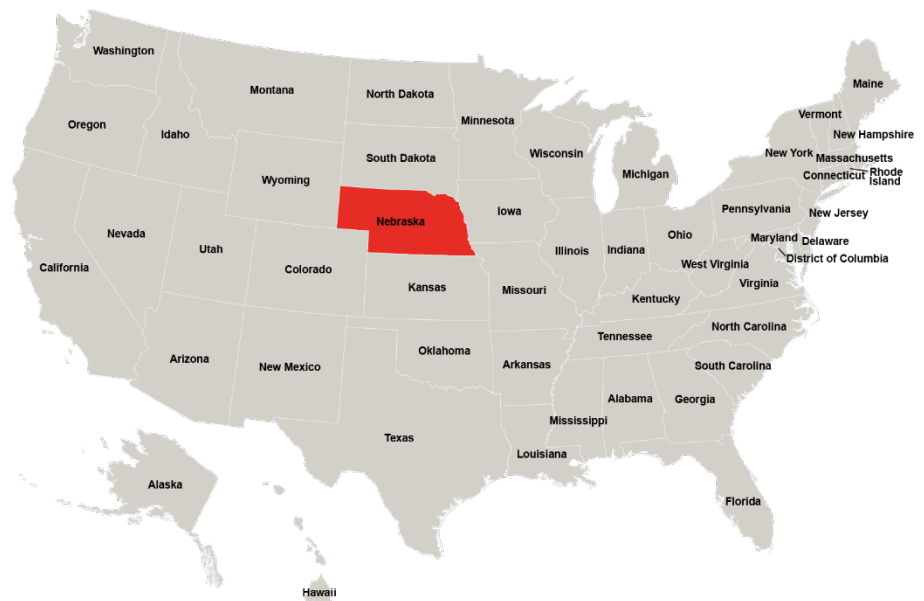 Washington
Maine
Montana
North Dakota
Vermont
Minnesota
Oregon
Idaho
New Hampshire
Wisconsin
New York
South Dakota
Massachusetts
Michigan
Connecticut
Rhode
Island
Wyoming
Pennsylvania
Iowa
New Jersey
Nebraska
Nevada
Ohio
Maryland
Delaware
Utah
Illinois
Indiana
District of Columbia
West Virginia
California
Colorado
Virginia
Kansas
Missouri
Kentucky
North Carolina
Tennessee
Oklahoma
Arizona
New Mexico
Arkansas
South Carolina
Alabama
Georgia
Mississippi
Texas
Louisiana
Alaska
Florida
Hawaii